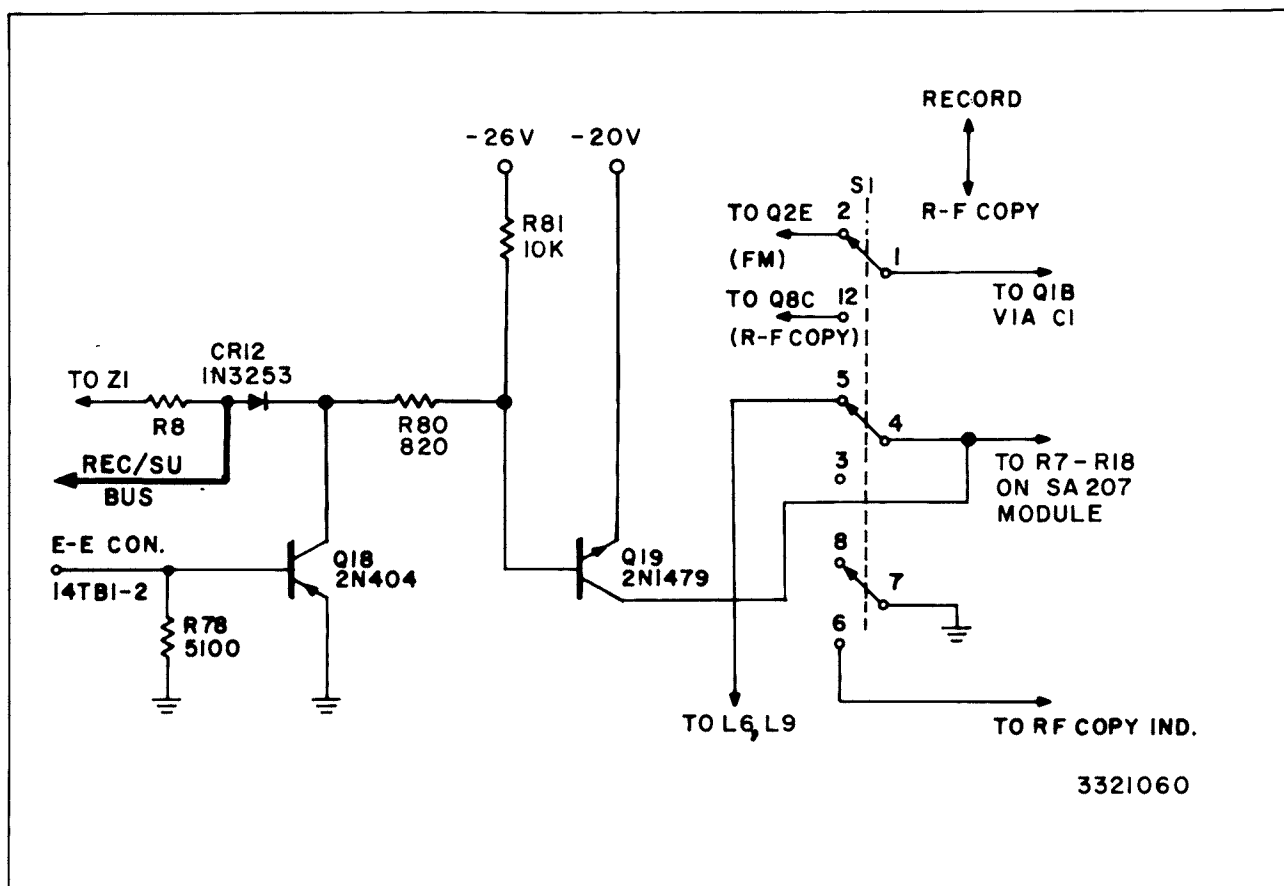 RECORD
-26V
-20V
S1
R-F COPY
TO Q2E
2
(FM)
1
R81
10K
TO Q8C
12
(R-F COPY)
TO Q1B
VIA C1
CR12
1N3253
TO Z1
R8
R80
820
5
4
REC/SU
BUS
3
TO R7-R18
ON SA207
MODULE
E-E CON.
14TB1-2
Q18
2N404
Q19
2N1479
8
7
R78
5100
6
TO L6, L9
TO RF COPY IND.
3321060